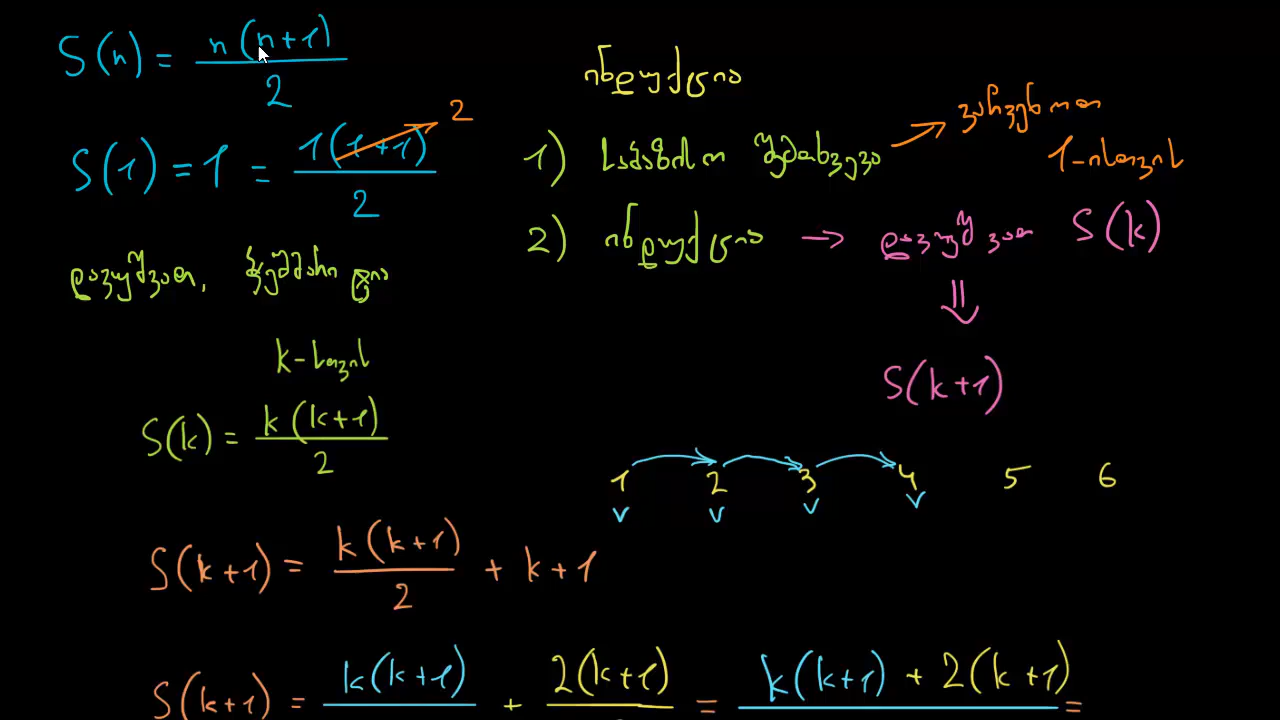 S(n) = n(n+1)/2
S(1) = 1 = 1(1+1)/2
2
დავუშვათ, ჭეშმარიტია
k-სთვის
S(k) = k(k+1)/2
S(k+1) = k(k+1)/2 + k+1
S(k+1) = k(k+1) + 2(k+1) = k(k+1) + 2(k+1) =
ინდუქცია
1) საბაზისო შემთხვევა → ვაჩვენოთ
1-ისთვის
2) ინდუქცია → დავუშვათ S(k)
⇓
S(k+1)
1 2 3 4 5 6
v v v v